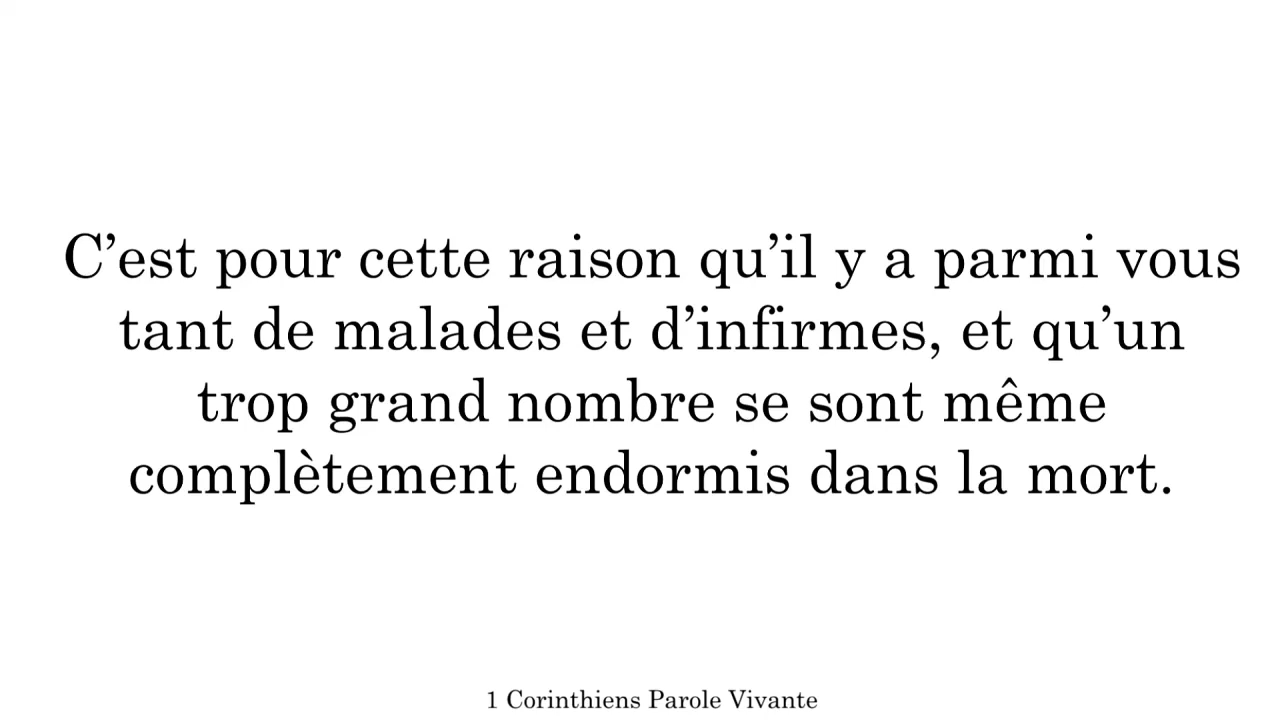 C’est pour cette raison qu’il y a parmi vous
tant de malades et d’infirmes, et qu’un
trop grand nombre se sont même
complètement endormis dans la mort.
1 Corinthiens Parole Vivante